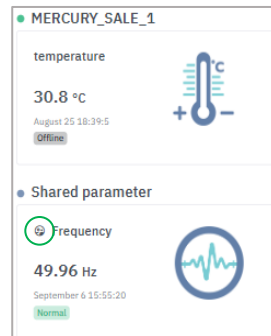 MERCURY_SALE_1
temperature
°C
30.8 °C
August 25 18:39:5
Offline
Shared parameter
Frequency
49.96 Hz
September 6 15:55:20
Normal